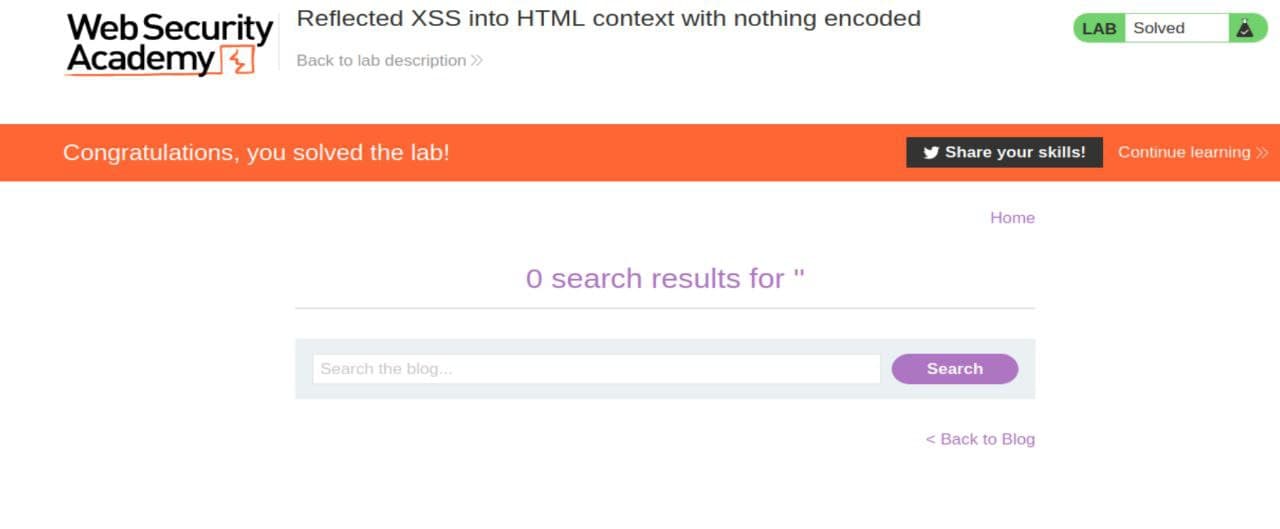 Web Security
Academy
Reflected XSS into HTML context with nothing encoded
Back to lab description
LAB Solved
Congratulations, you solved the lab!
Share your skills!
Continue learning
Home
0 search results for ''
Search the blog...
Search
< Back to Blog